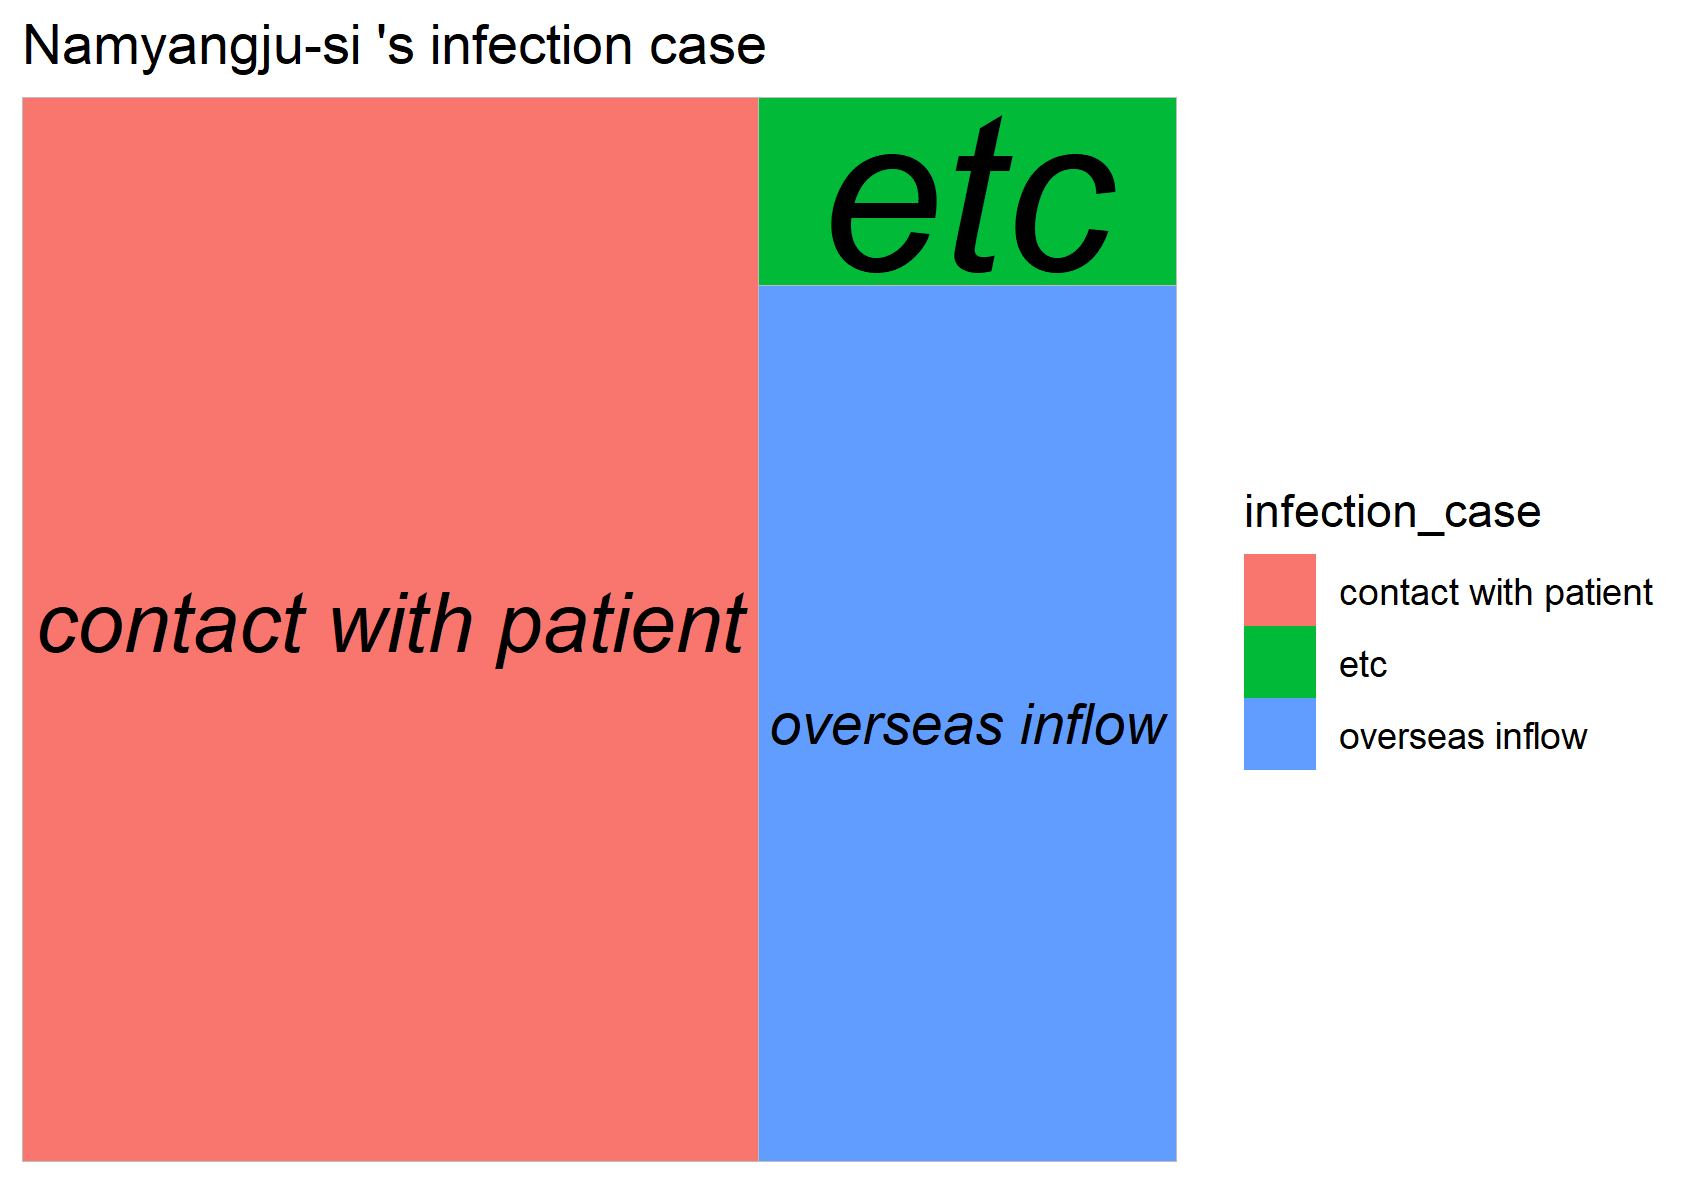 Namyangju-si 's infection case
etc
contact with patient
overseas inflow
infection_case
contact with patient
etc
overseas inflow